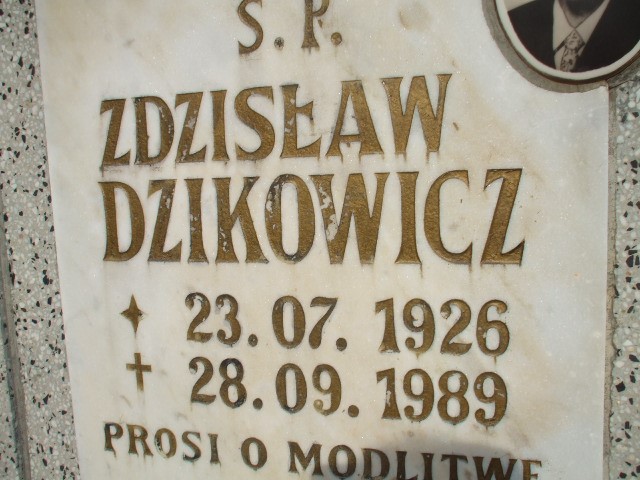 Ś. P.
ZDZISŁAW
DZIKOWICZ
23. 07. 1926
28. 09. 1989
PROSI O MODLITWĘ